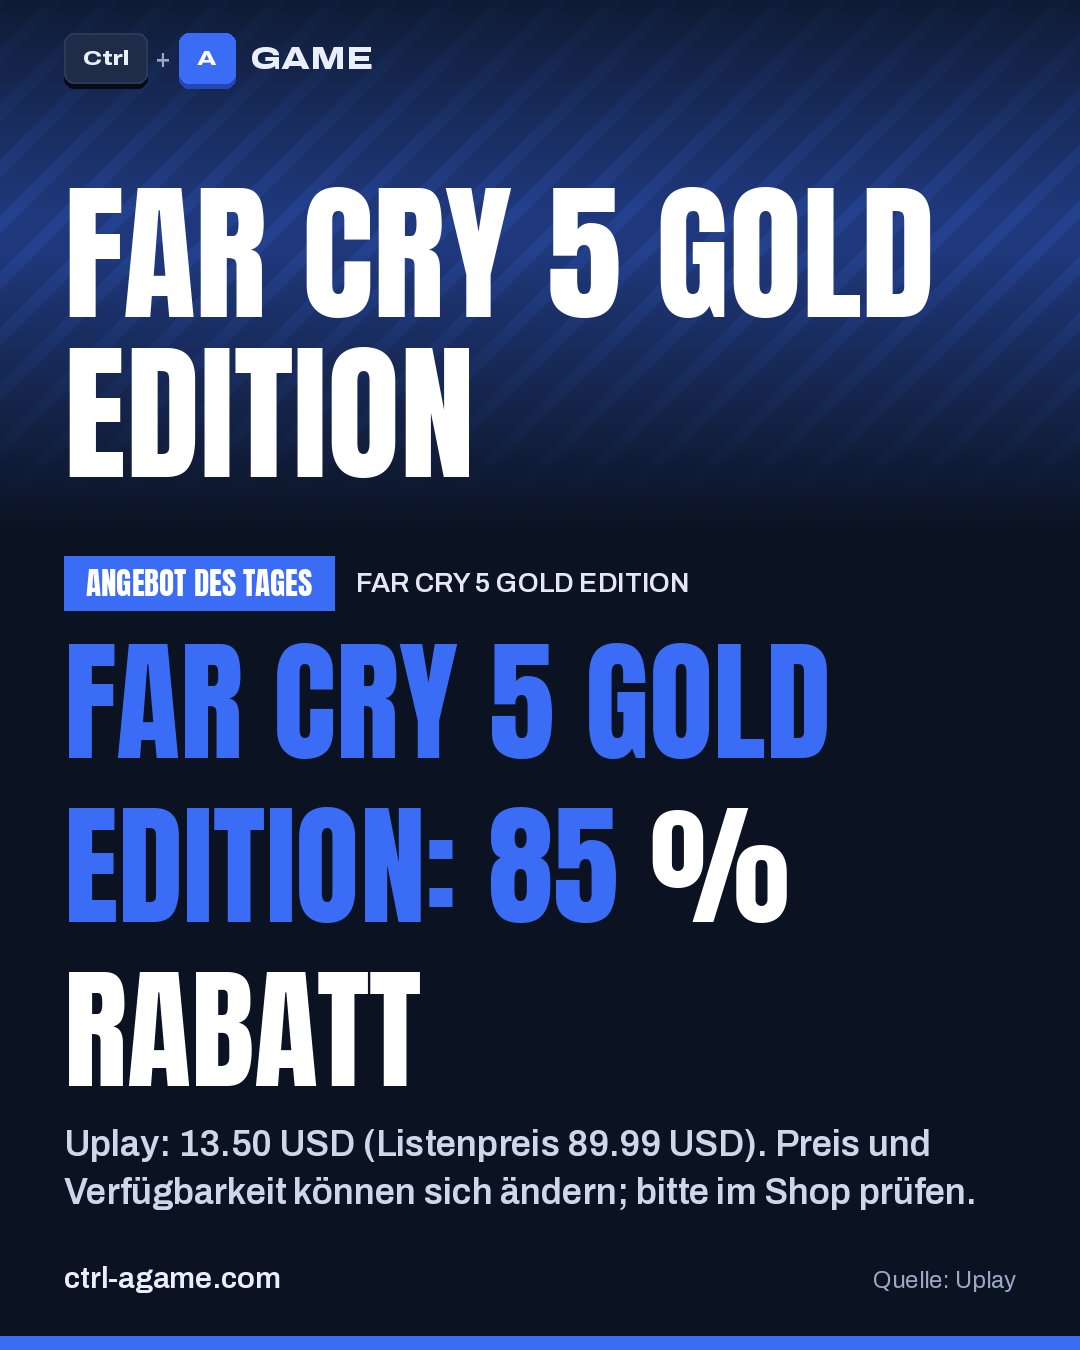 Ctrl + A GAME
FAR CRY 5 GOLD
EDITION
ANGEBOT DES TAGES FAR CRY 5 GOLD EDITION
FAR CRY 5 GOLD
EDITION: 85 %
RABATT
Uplay: 13.50 USD (Listenpreis 89.99 USD). Preis und
Verfügbarkeit können sich ändern; bitte im Shop prüfen.
ctrl-agame.com Quelle: Uplay